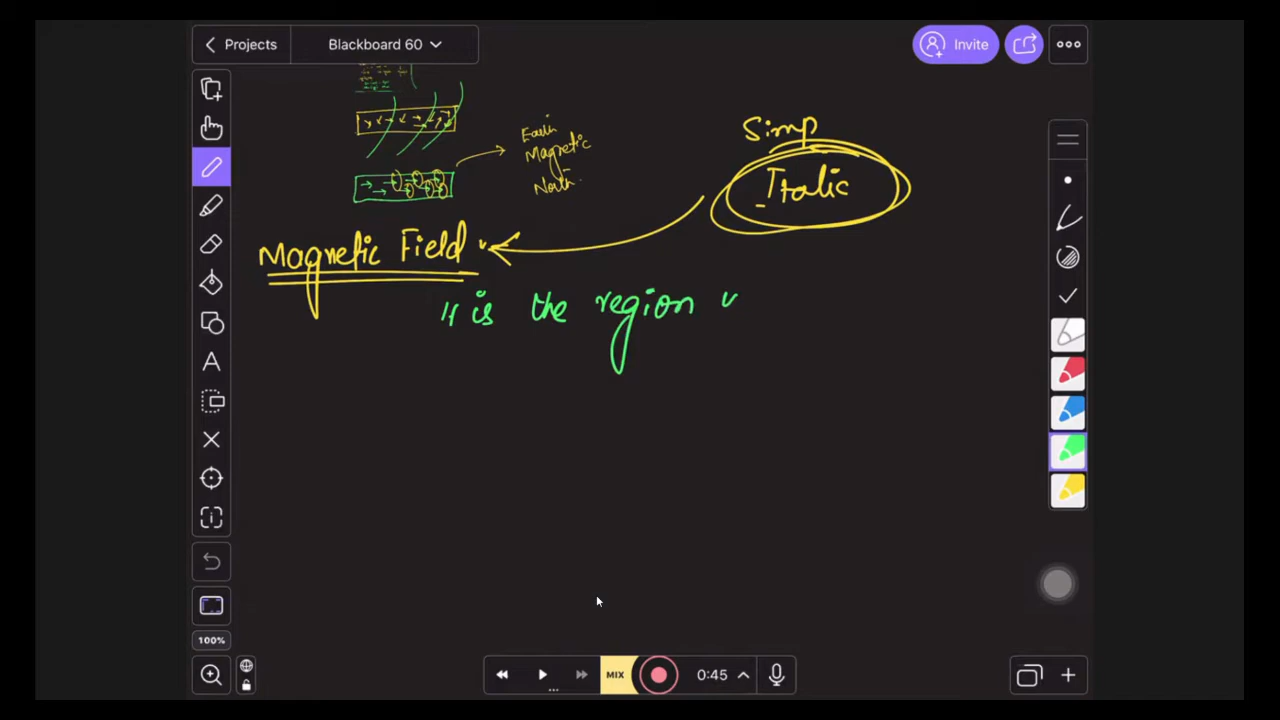 Projects
Blackboard 60
Invite
Earth
Magnetic
North
Simp
Italic
Magnetic Field
It is the region
A
100%
MIX
0:45